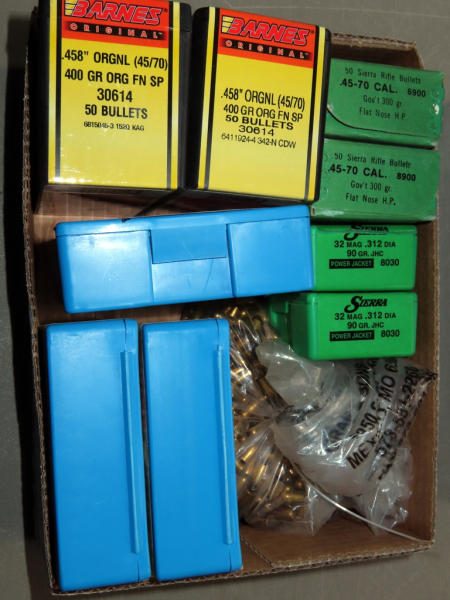 BARNES
ORIGINAL
.458" ORGNL (45/70)
400 GR ORG FN SP
30614
50 BULLETS
BARNES
ORIGINAL
.458" ORGNL (45/70)
400 GR ORG FN SP
50 BULLETS
30614
6411924-4 342-N CDW
50 Sierra Rifle Bullets
.45-70 CAL. 8900
Gov't 300 gr.
Flat Nose H.P.
50 Sierra Rifle Bullets
.45-70 CAL. 8900
Gov't 300 gr.
Flat Nose H.P.
SIERRA
32 MAG .312 DIA
90 GR. JHC
POWER JACKET 8030
SIERRA
32 MAG .312 DIA
90 GR. JHC
POWER JACKET 8030